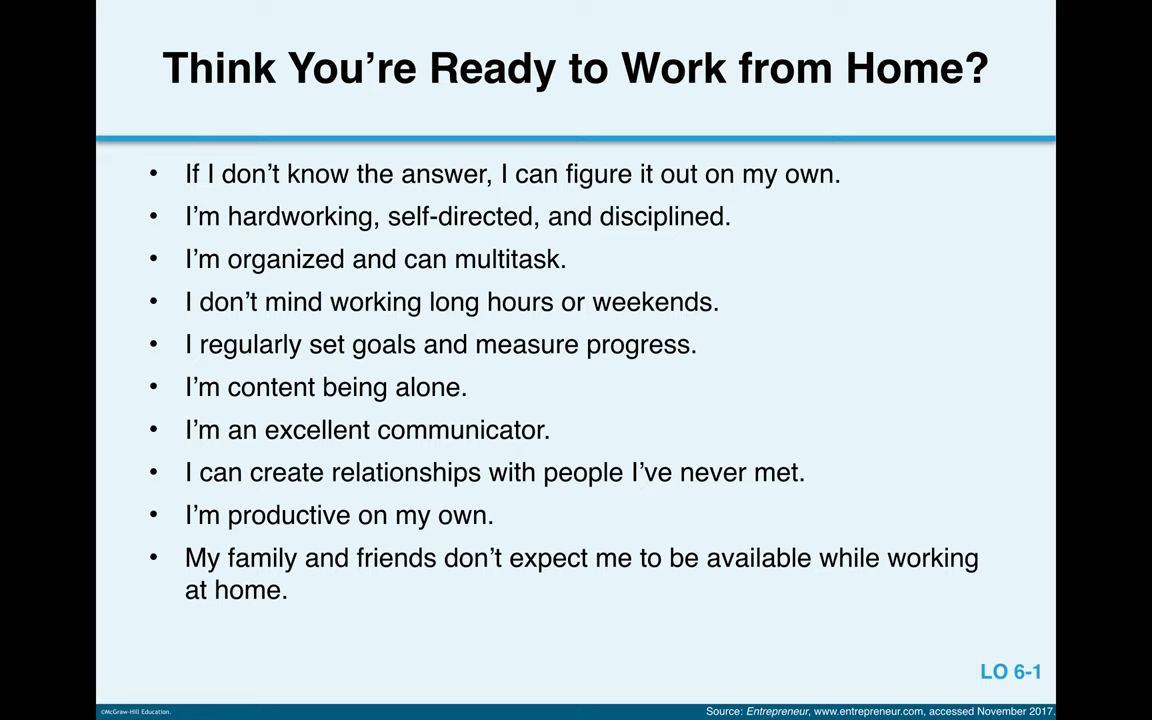 Think You’re Ready to Work from Home?
• If I don’t know the answer, I can figure it out on my own.
• I’m hardworking, self-directed, and disciplined.
• I’m organized and can multitask.
• I don’t mind working long hours or weekends.
• I regularly set goals and measure progress.
• I’m content being alone.
• I’m an excellent communicator.
• I can create relationships with people I’ve never met.
• I’m productive on my own.
• My family and friends don’t expect me to be available while working
at home.
LO 6-1
©McGraw-Hill Education.
Source: Entrepreneur, www.entrepreneur.com, accessed November 2017.